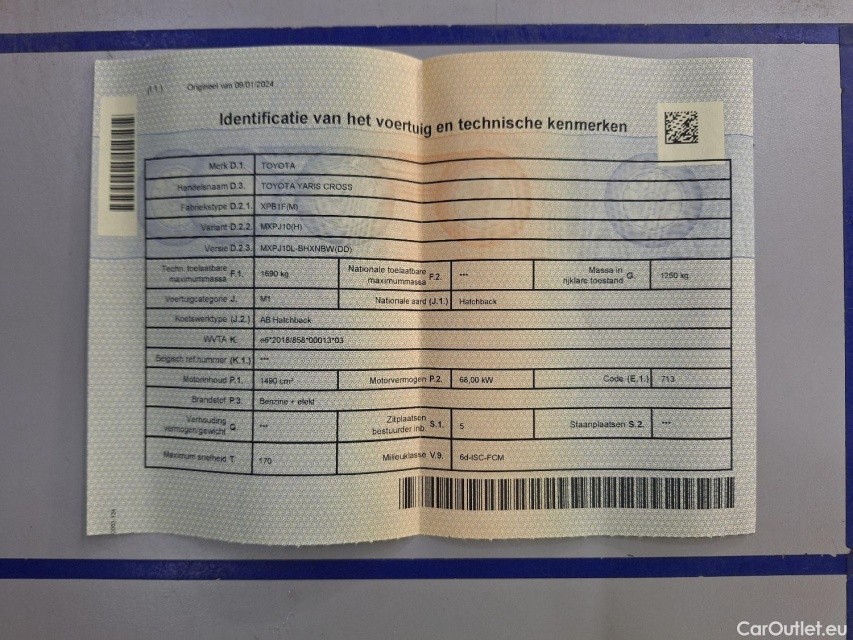 (I.1.) Origineel van 09/01/2024
Identificatie van het voertuig en technische kenmerken
Merk D.1. TOYOTA
Handelsnaam D.3. TOYOTA YARIS CROSS
Fabriekstype D.2.1. XPB1F(M)
Variant D.2.2. MXPJ10(H)
Versie D.2.3. MXPJ10L-BHXNBW(DD)
Techn. toelaatbare maximummassa F.1. 1690 kg Nationale toelaatbare maximummassa F.2. *** Massa in rijklare toestand G. 1250 kg
Voertuigcategorie J. M1 Nationale aard (J.1.) Hatchback
Koetswerktype (J.2.) AB Hatchback
WVTA K. e6*2018/858*00013*03
Belgisch ref.nummer (K.1.) ***
Motorinhoud P.1. 1490 cm³ Motorvermogen P.2. 68,00 kW Code (E.1.) 713
Brandstof P.3. Benzine + elekt
Verhouding vermogen/gewicht Q. *** Zitplaatsen bestuurder inb. S.1. 5 Staanplaatsen S.2. ***
Maximum snelheid T. 170 Milieuklasse V.9. 6d-ISC-FCM
CarOutlet.eu